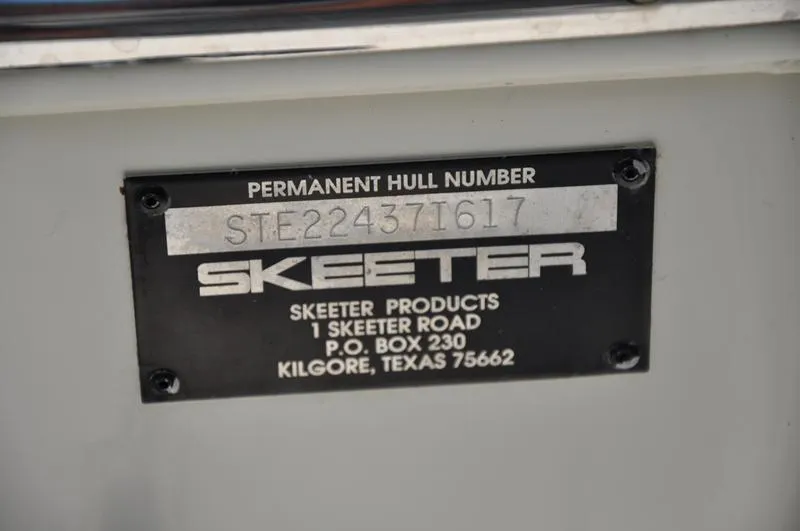 PERMANENT HULL NUMBER
STE22437I617
SKEETER
SKEETER PRODUCTS
1 SKEETER ROAD
P.O. BOX 230
KILGORE, TEXAS 75662